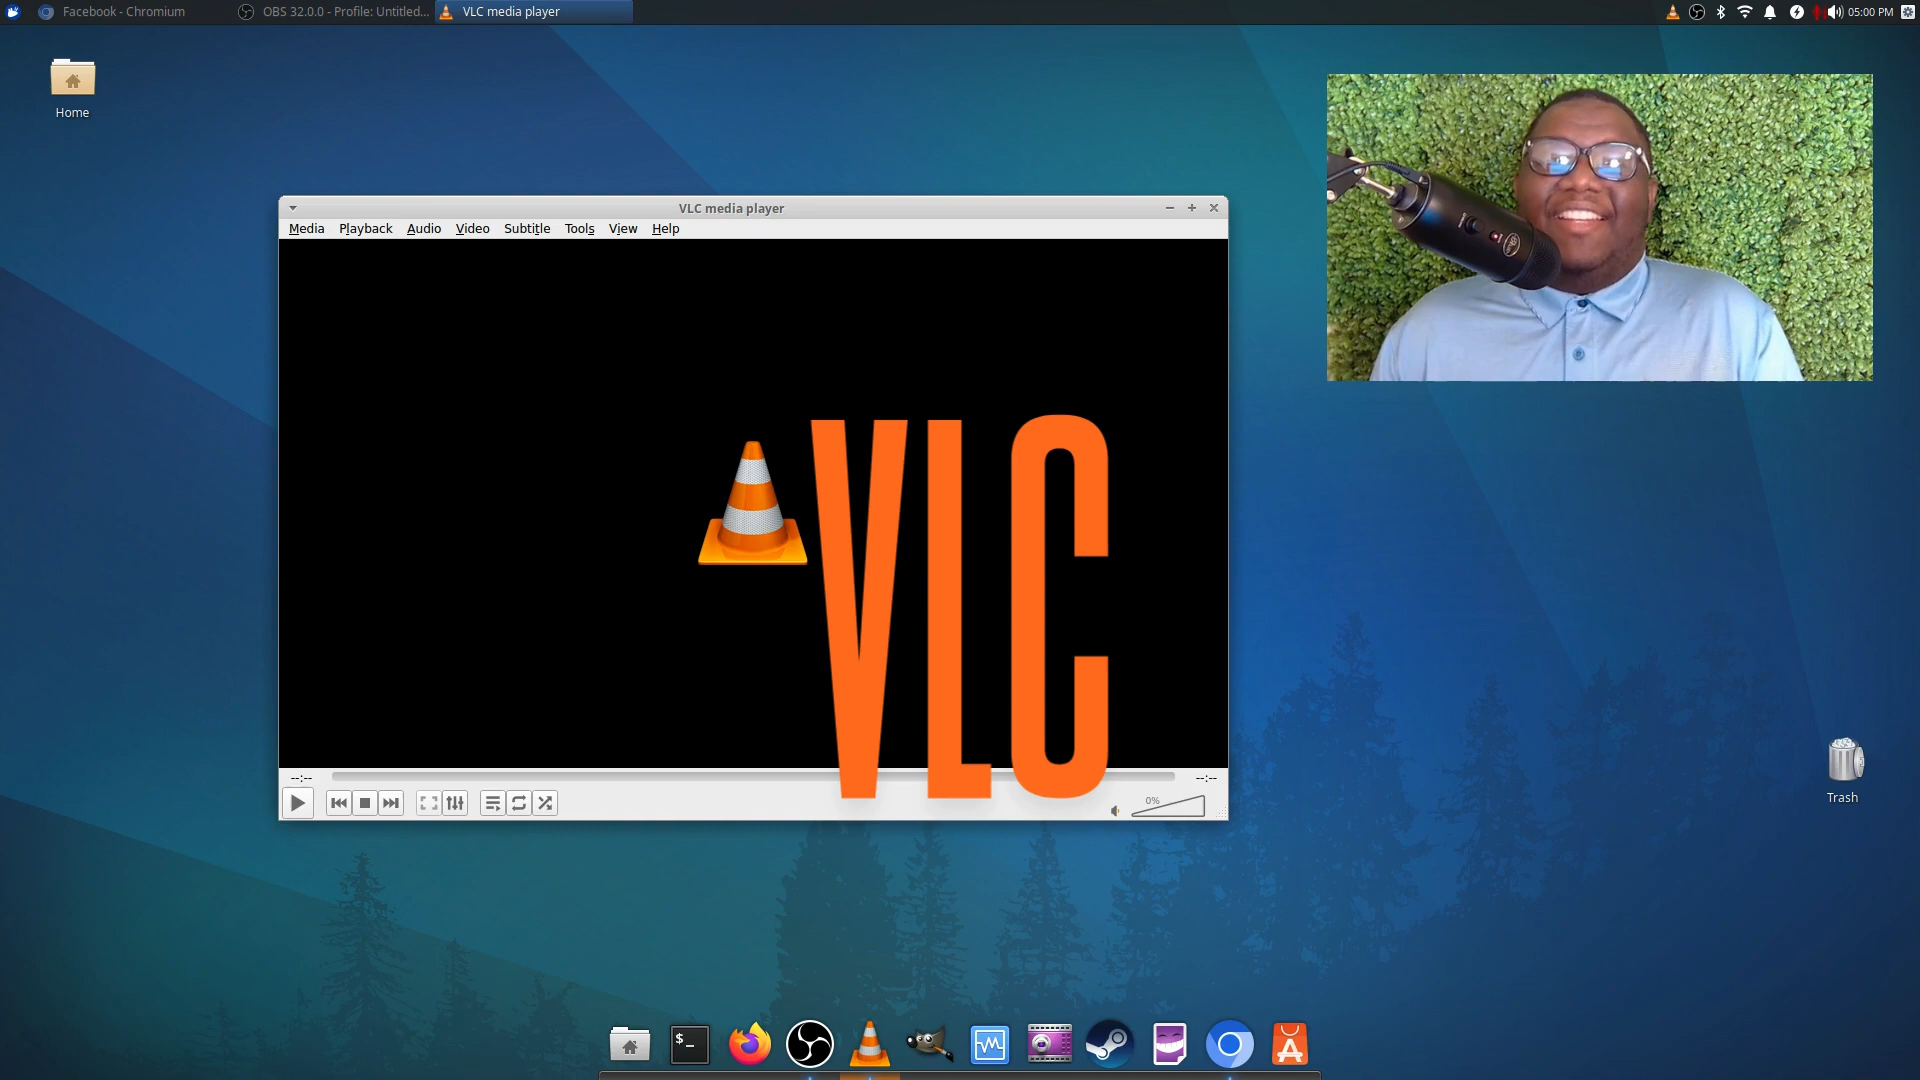 Facebook - Chromium
OBS 32.0.0 - Profile: Untitled...
VLC media player
05:00 PM
Home
VLC media player
Media Playback Audio Video Subtitle Tools View Help
VLC
--:--
--:--
0%
Trash
$_